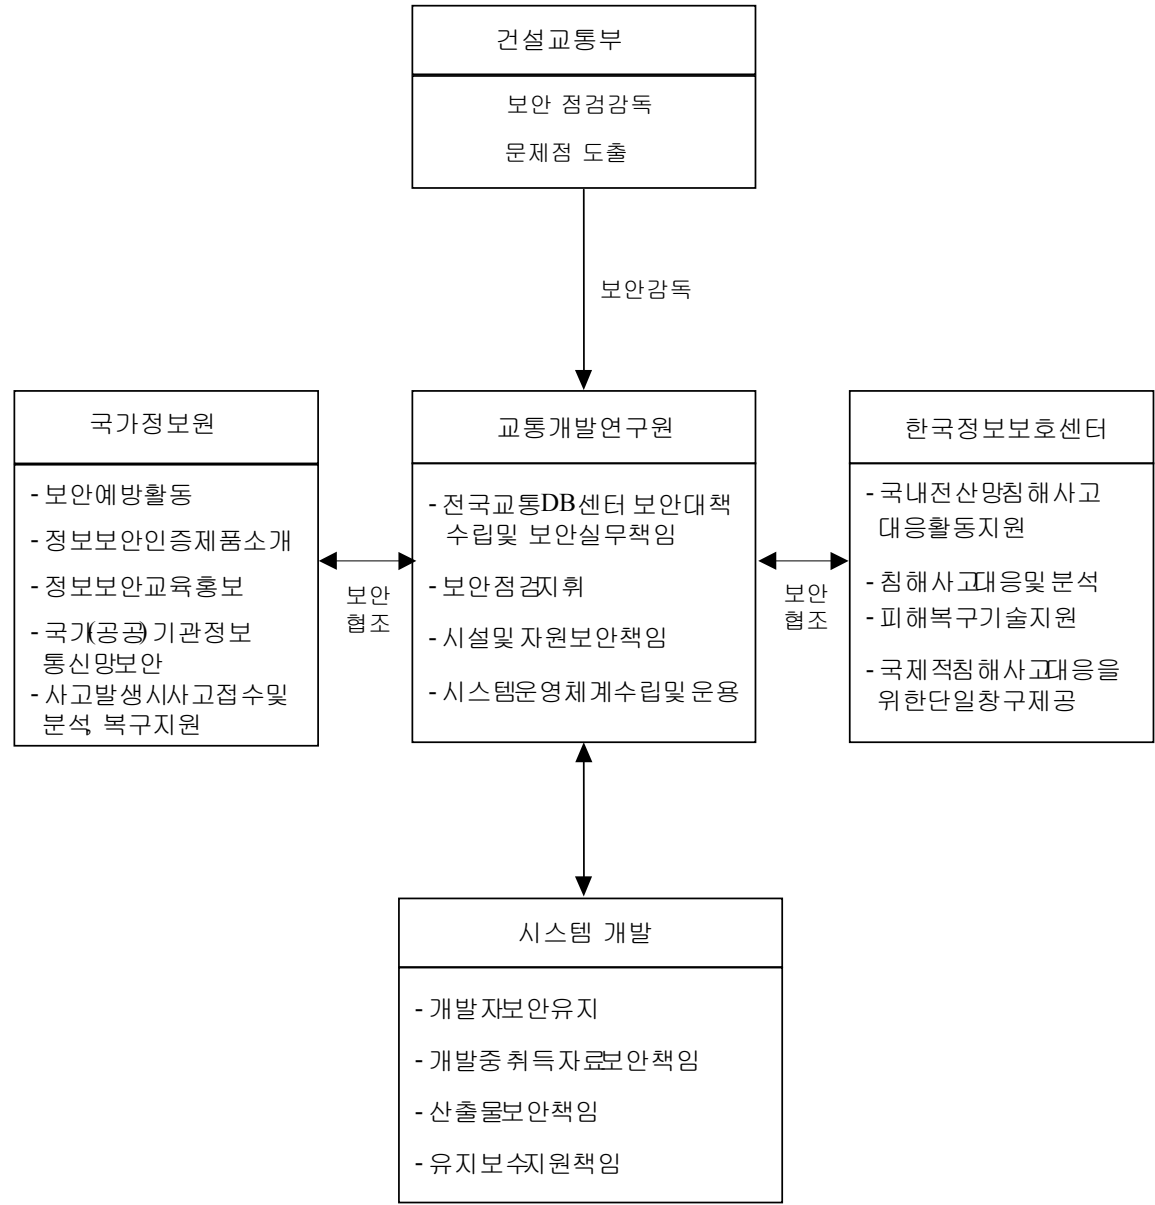 건설교통부
보안 점검감독
문제점 도출
보안감독
국가정보원
- 보안예방활동
- 정보보안인증제품소개
- 정보보안교육홍보
- 국가(공공) 기관정보
통신망보안
- 사고발생시사고접수및
분석, 복구지원
보안
협조
교통개발연구원
- 전국교통DB센터 보안대책
수립및 보안실무책임
- 보안점검지휘
- 시설및 자원보안책임
- 시스템운영체계수립및 운용
보안
협조
한국정보보호센터
- 국내전산망침해사고
대응활동지원
- 침해사고대응및 분석
- 피해복구기술지원
- 국제적침해사고대응을
위한단일창구제공
시스템 개발
- 개발자보안유지
- 개발중 취득자료보안책임
- 산출물보안책임
- 유지보수지원책임